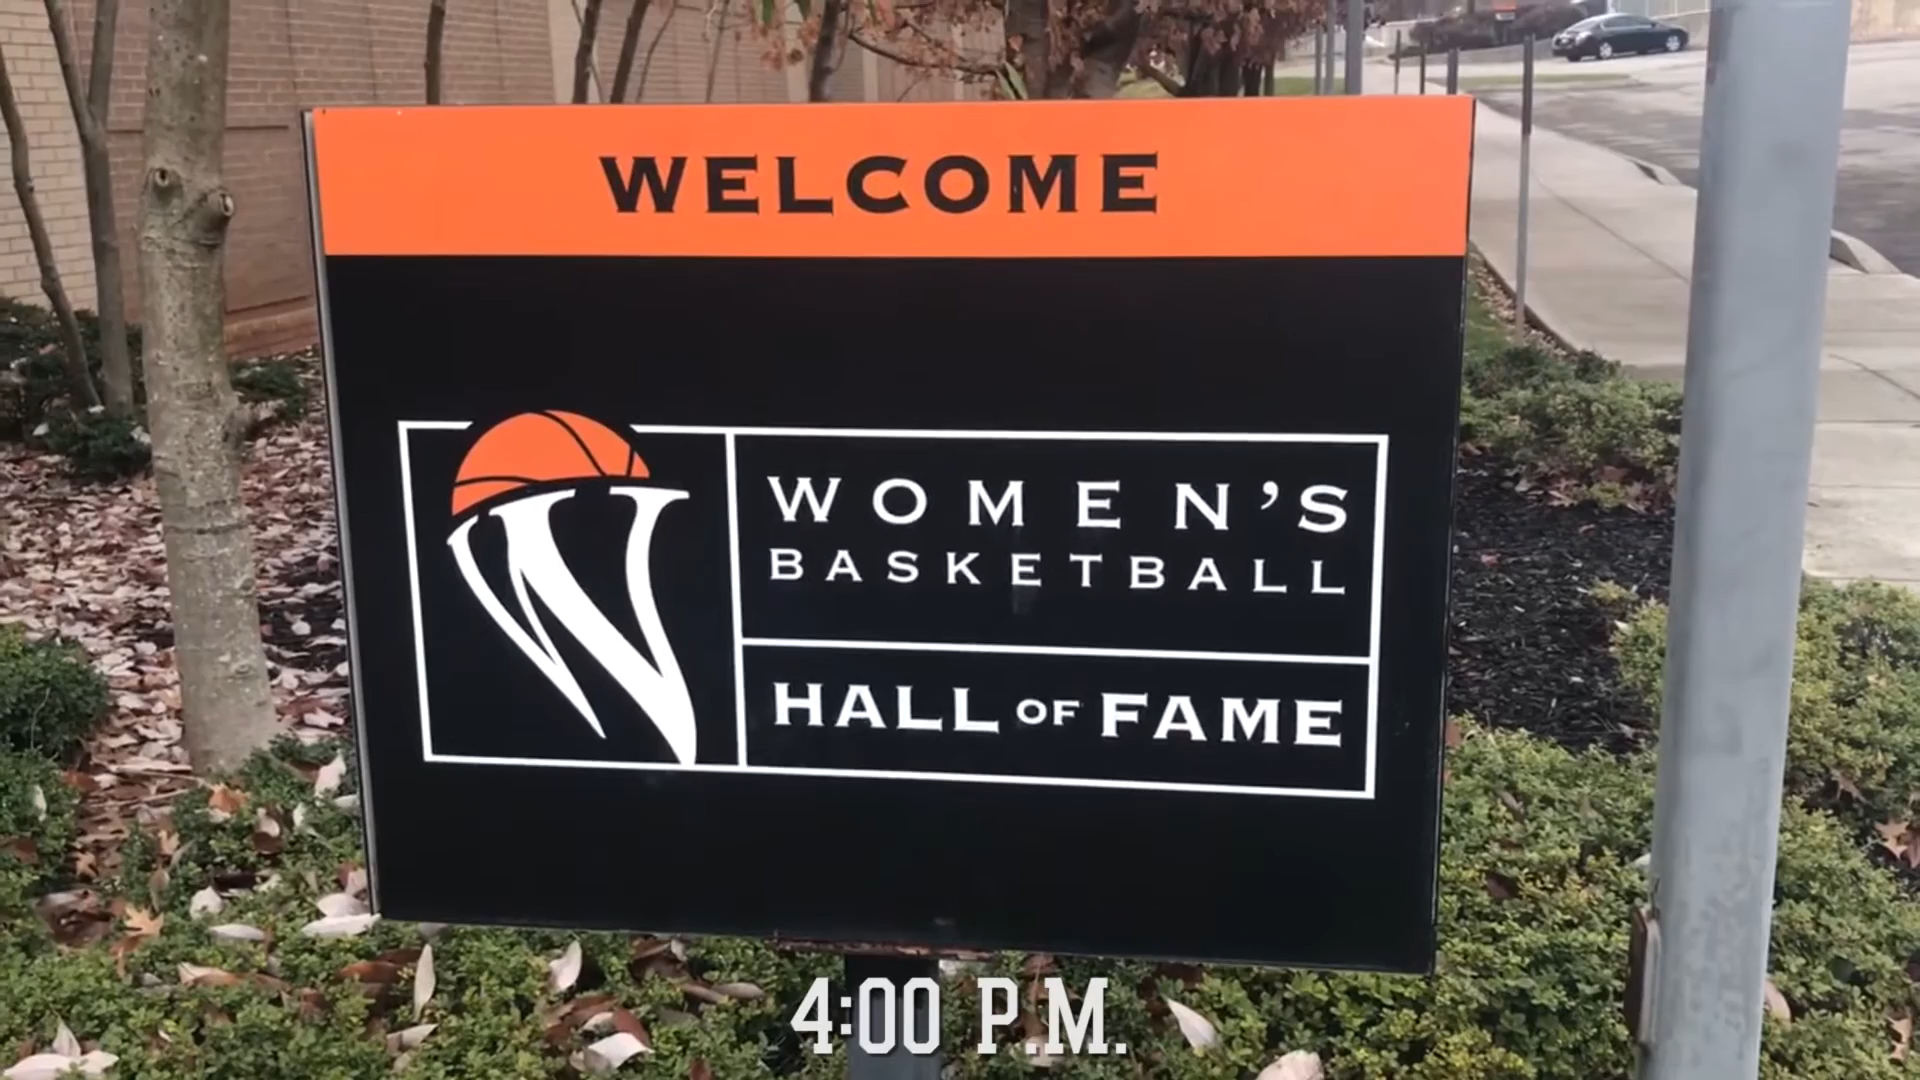 WELCOME
WOMEN'S
BASKETBALL
HALL OF FAME
4:00 P.M.